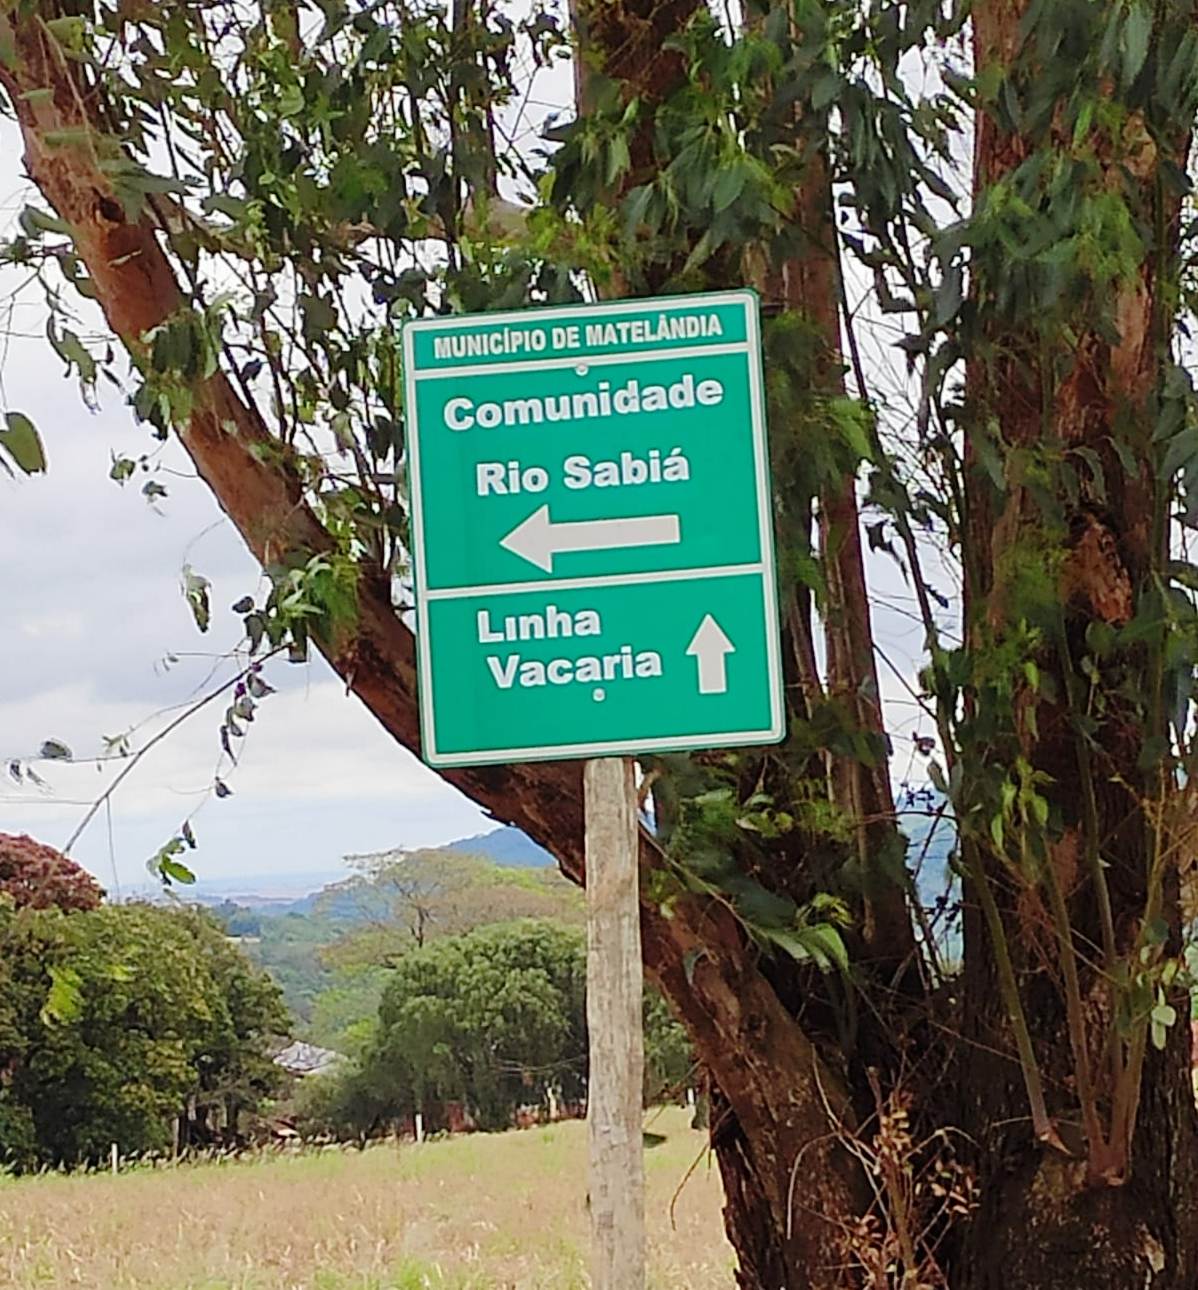 MUNICÍPIO DE MATELÂNDIA
Comunidade
Rio Sabiá
Linha
Vacaria